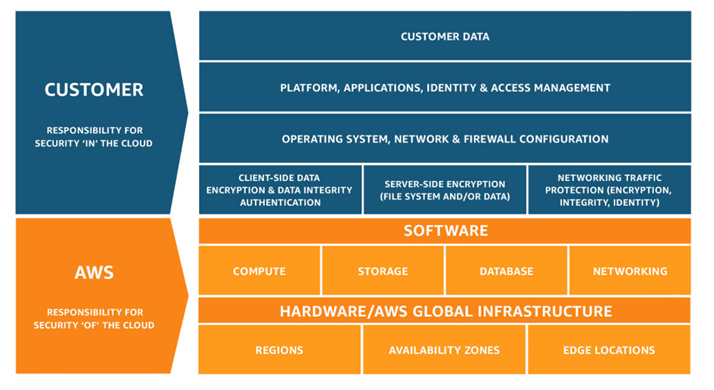 CUSTOMER
RESPONSIBILITY FOR
SECURITY ‘IN’ THE CLOUD
CUSTOMER DATA
PLATFORM, APPLICATIONS, IDENTITY & ACCESS MANAGEMENT
OPERATING SYSTEM, NETWORK & FIREWALL CONFIGURATION
CLIENT-SIDE DATA
ENCRYPTION & DATA INTEGRITY
AUTHENTICATION
SERVER-SIDE ENCRYPTION
(FILE SYSTEM AND/OR DATA)
NETWORKING TRAFFIC
PROTECTION (ENCRYPTION,
INTEGRITY, IDENTITY)
AWS
RESPONSIBILITY FOR
SECURITY ‘OF’ THE CLOUD
SOFTWARE
COMPUTE
STORAGE
DATABASE
NETWORKING
HARDWARE/AWS GLOBAL INFRASTRUCTURE
REGIONS
AVAILABILITY ZONES
EDGE LOCATIONS